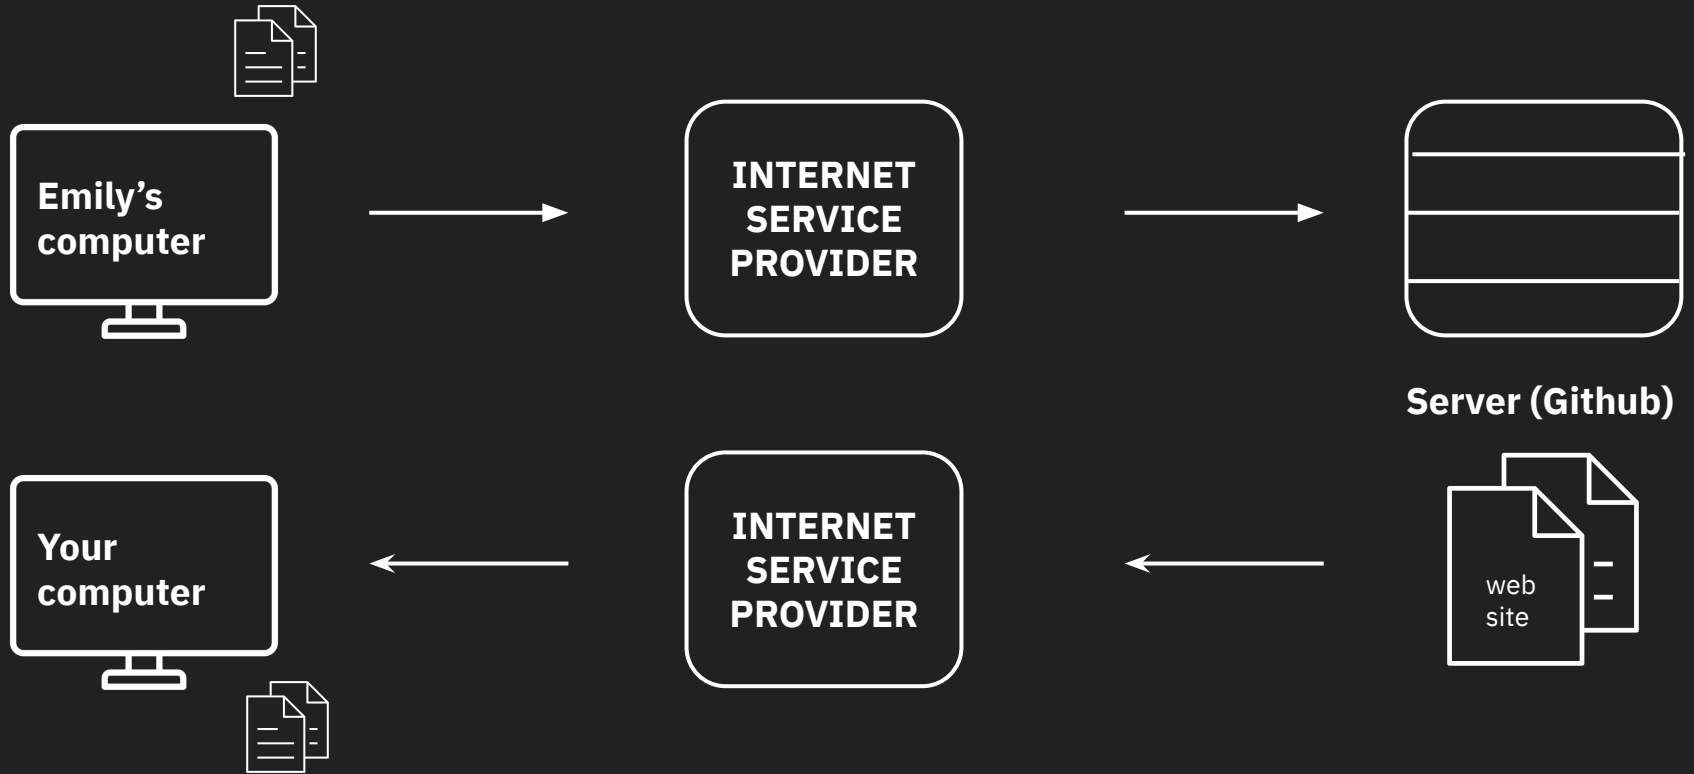 Emily’s
computer
INTERNET
SERVICE
PROVIDER
Server (Github)
Your
computer
INTERNET
SERVICE
PROVIDER
web
site